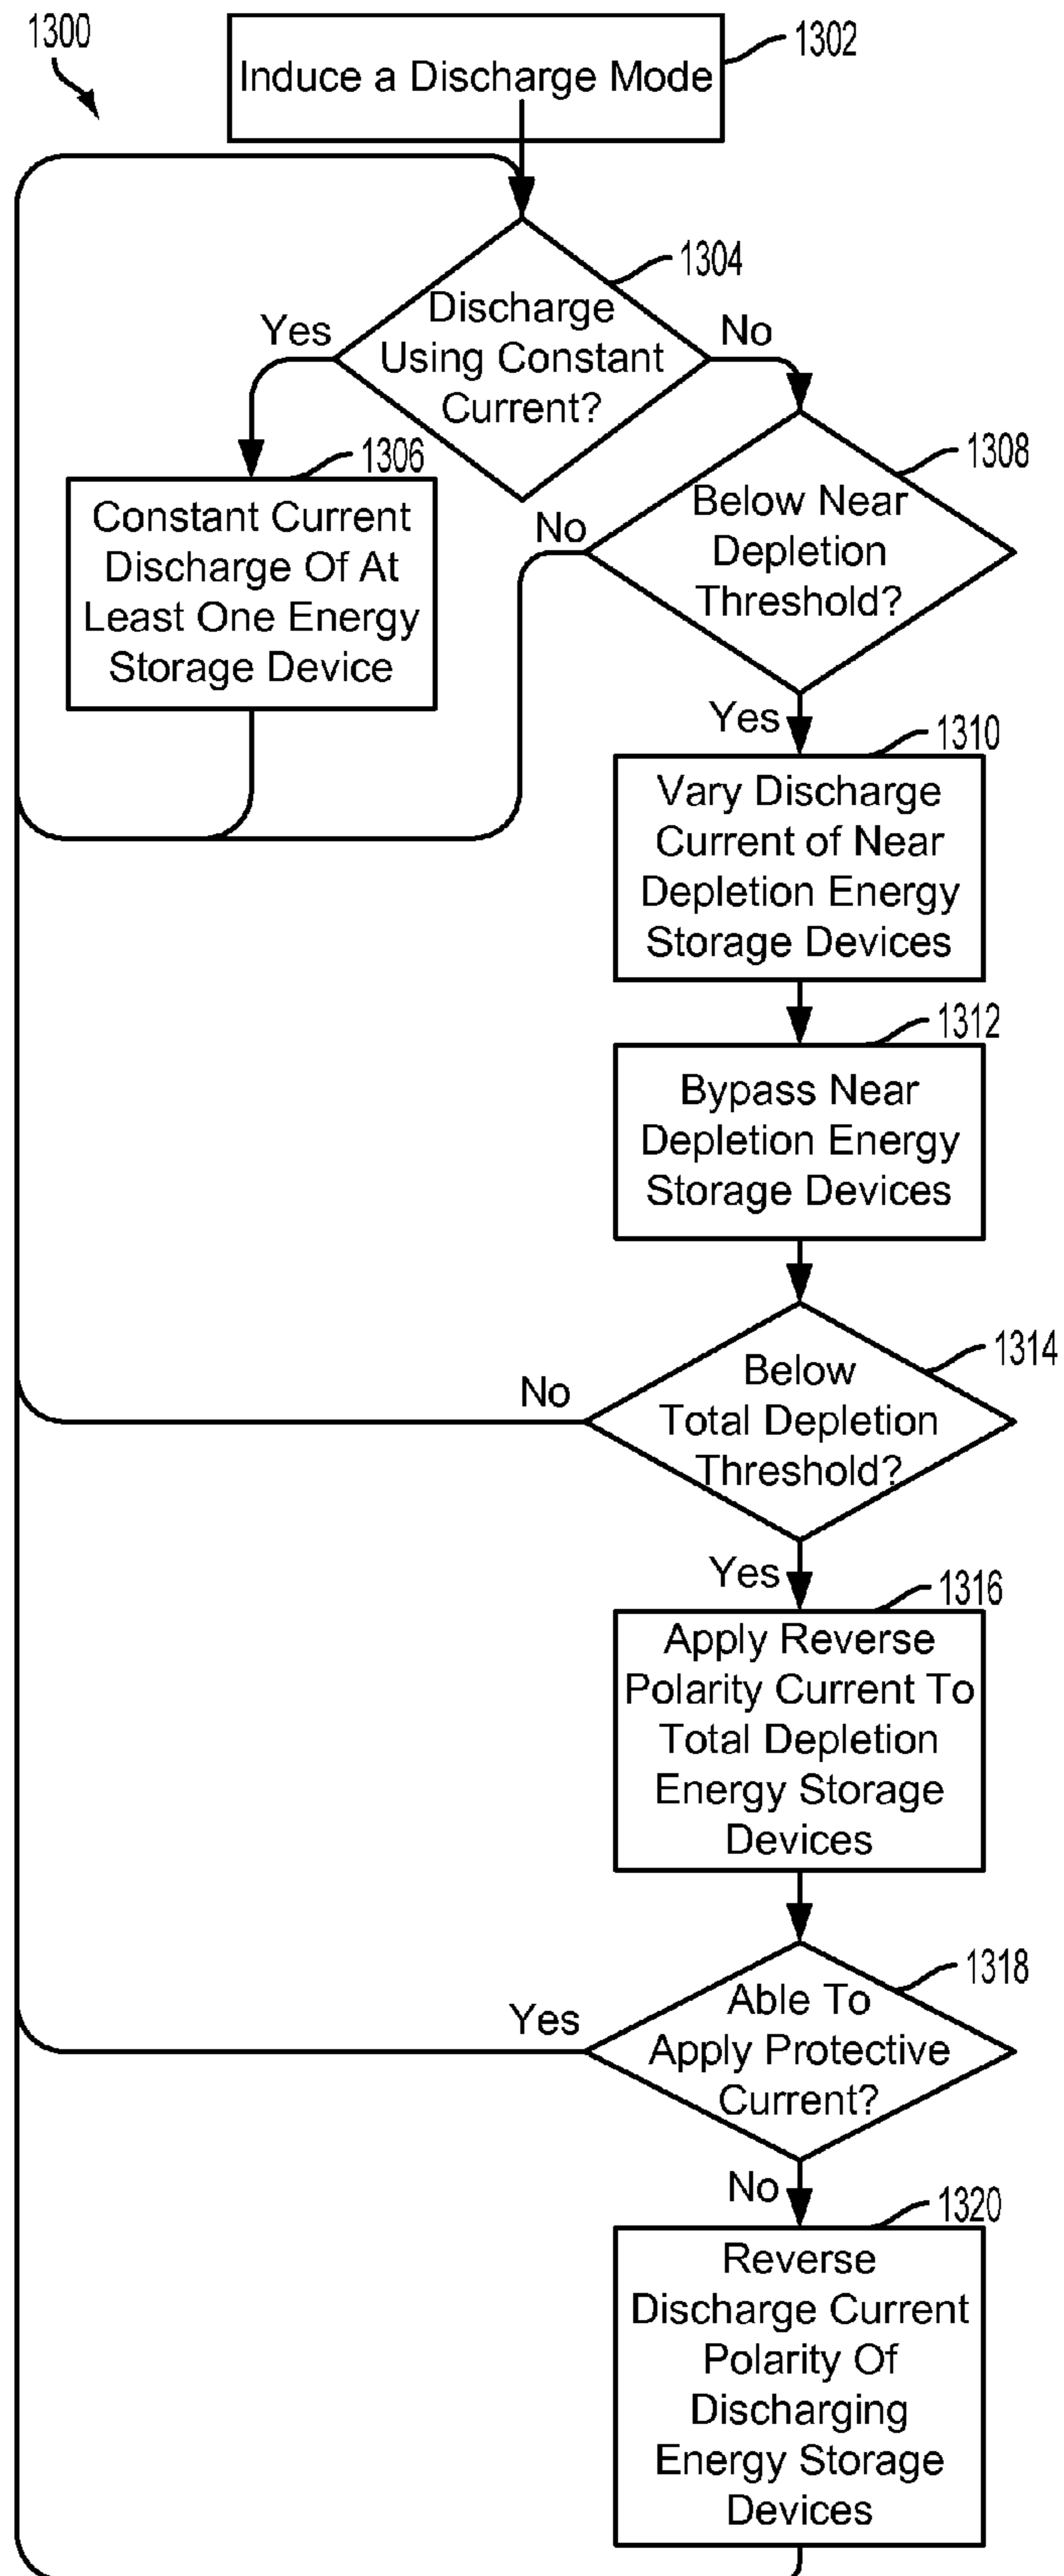 1300
1302
Induce a Discharge Mode
1304
Discharge
Using Constant
Current?
Yes
No
1306
Constant Current
Discharge Of At
Least One Energy
Storage Device
1308
Below Near
Depletion
Threshold?
No
Yes
1310
Vary Discharge
Current of Near
Depletion Energy
Storage Devices
1312
Bypass Near
Depletion Energy
Storage Devices
1314
Below
Total Depletion
Threshold?
No
Yes
1316
Apply Reverse
Polarity Current To
Total Depletion
Energy Storage
Devices
1318
Able To
Apply Protective
Current?
Yes
No
1320
Reverse
Discharge Current
Polarity Of
Discharging
Energy Storage
Devices